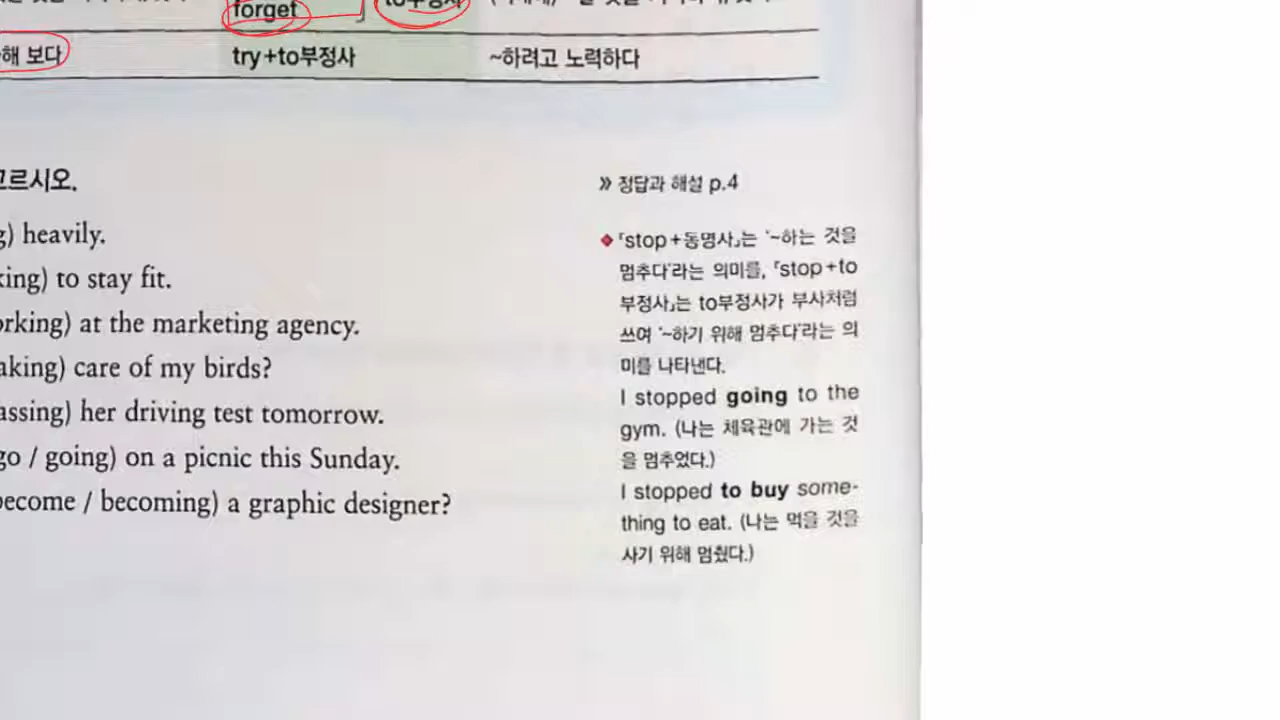 forget
to부정사
해 보다 try+to부정사 ~하려고 노력하다
고르시오.
» 정답과 해설 p.4
g) heavily.
king) to stay fit.
orking) at the marketing agency.
aking) care of my birds?
assing) her driving test tomorrow.
go / going) on a picnic this Sunday.
become / becoming) a graphic designer?
「stop+동명사」는 '~하는 것을
멈추다'라는 의미를, 「stop+to
부정사」는 to부정사가 부사처럼
쓰여 '~하기 위해 멈추다'라는 의
미를 나타낸다.
I stopped going to the
gym. (나는 체육관에 가는 것
을 멈추었다.)
I stopped to buy some-
thing to eat. (나는 먹을 것을
사기 위해 멈췄다.)